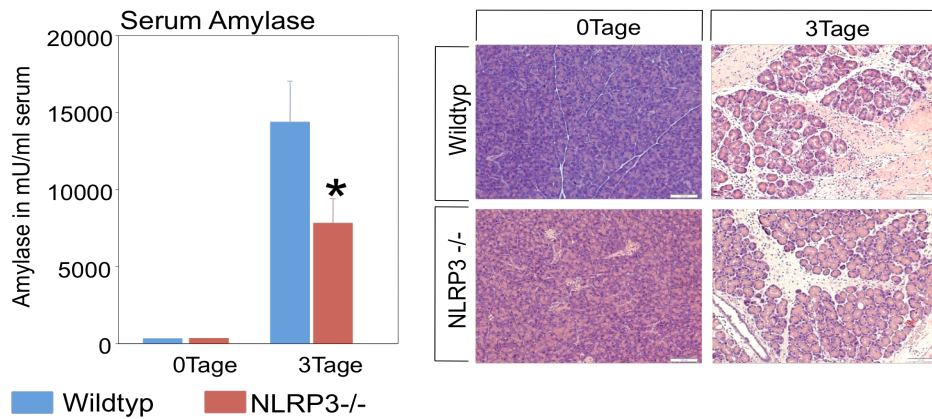 Serum Amylase
Amylase in mU/ml serum
20000
15000
10000
5000
0
*
0Tage
3Tage
Wildtyp
NLRP3-/-
0Tage
3Tage
Wildtyp
NLRP3 -/-